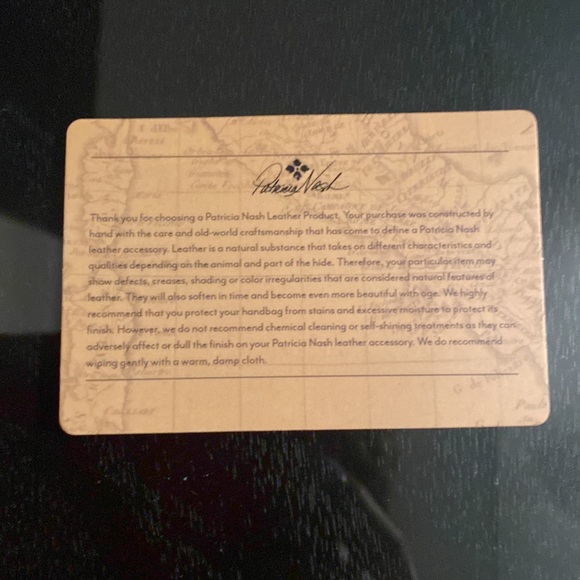 Patricia Nash
Thank you for choosing a Patricia Nash Leather Product. Your purchase was constructed by
hand with the care and old-world craftsmanship that has come to define a Patricia Nash
leather accessory. Leather is a natural substance that takes on different characteristics and
qualities depending on the animal and part of the hide. Therefore, your particular item may
show defects, creases, shading or color irregularities that are considered natural features of
leather. They will also soften in time and become even more beautiful with age. We highly
recommend that you protect your handbag from stains and excessive moisture to protect its
finish. However, we do not recommend chemical cleaning or self-shining treatments as they can
adversely affect or dull the finish on your Patricia Nash leather accessory. We do recommend
wiping gently with a warm, damp cloth.